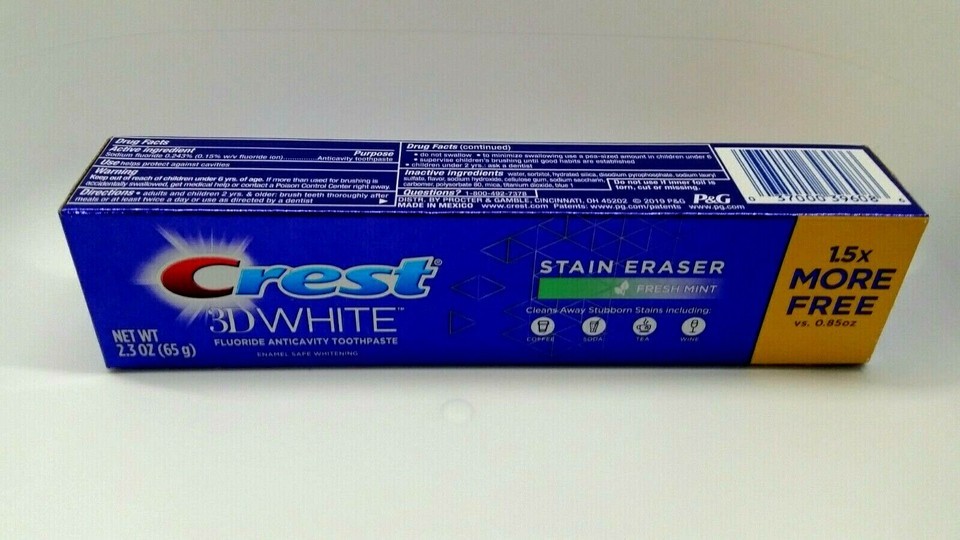 Drug Facts
Active ingredient Purpose
Sodium fluoride 0.243% (0.15% w/v fluoride ion)..................Anticavity toothpaste
Use helps protect against cavities
Warning
Keep out of reach of children under 6 yrs. of age. If more than used for brushing is
accidentally swallowed, get medical help or contact a Poison Control Center right away.
Directions • adults and children 2 yrs. & older: brush teeth thoroughly after
meals or at least twice a day or use as directed by a dentist
Drug Facts (continued)
• do not swallow • to minimize swallowing use a pea-sized amount in children under 6
• supervise children's brushing until good habits are established
• children under 2 yrs.: ask a dentist
Inactive ingredients water, sorbitol, hydrated silica, disodium pyrophosphate, sodium lauryl
sulfate, flavor, sodium hydroxide, cellulose gum, sodium saccharin,
carbomer, polysorbate 80, mica, titanium dioxide, blue 1
Do not use if inner foil is
torn, cut or missing.
Questions? 1-800-492-7378
DISTR. BY PROCTER & GAMBLE, CINCINNATI, OH 45202 © 2019 P&G
MADE IN MEXICO www.crest.com Patents: www.pg.com/patents www.pg.com
P&G
0 37000 39608 6
Crest®
3D WHITE™
FLUORIDE ANTICAVITY TOOTHPASTE
ENAMEL SAFE WHITENING
NET WT
2.3 OZ (65 g)
STAIN ERASER
FRESH MINT
Cleans Away Stubborn Stains including:
COFFEE SODA TEA WINE
1.5x
MORE
FREE
vs. 0.85oz